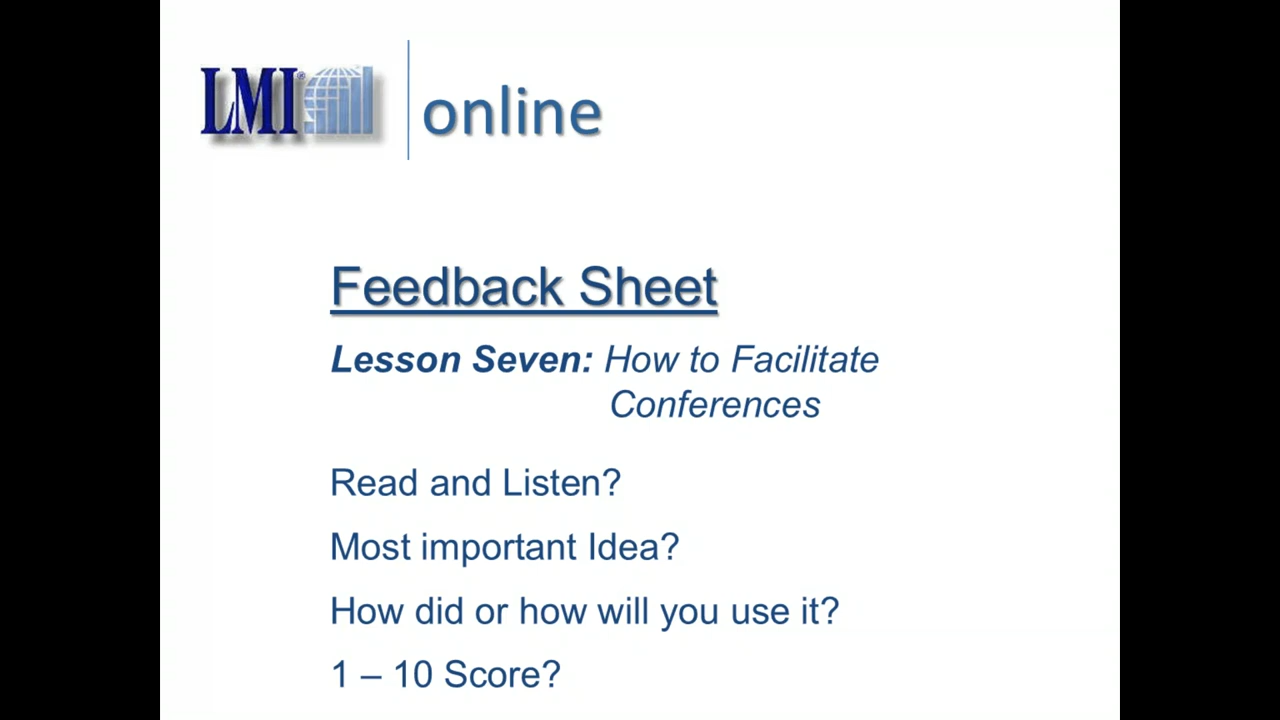 LMI® online
Feedback Sheet
Lesson Seven: How to Facilitate
Conferences
Read and Listen?
Most important Idea?
How did or how will you use it?
1 – 10 Score?